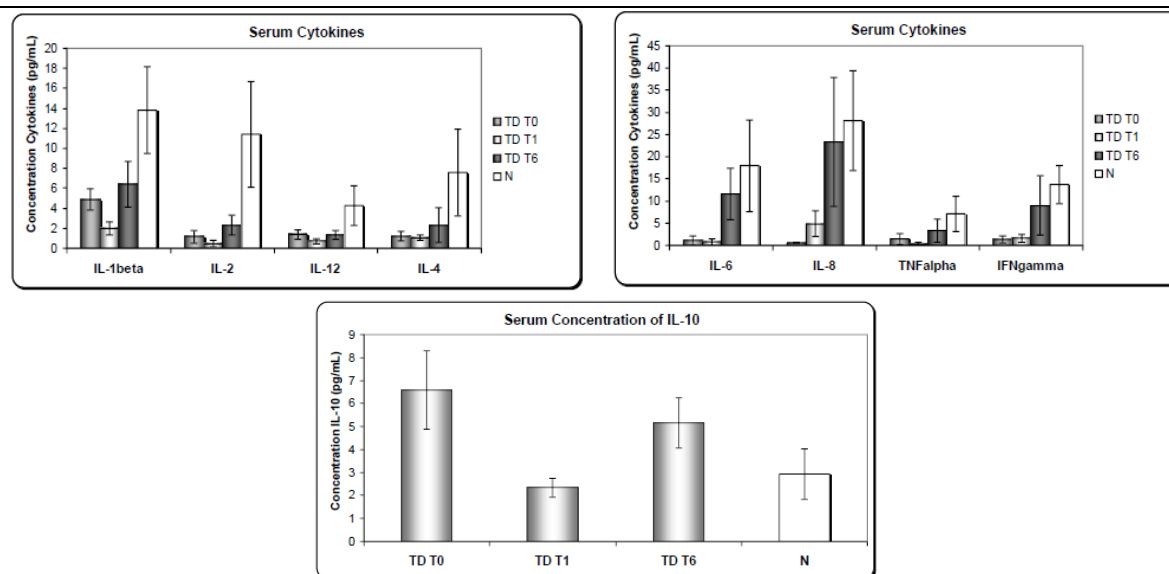 Serum Cytokines
Concentration Cytokines (pg/mL)
20
18
16
14
12
10
8
6
4
2
0
IL-1beta IL-2 IL-12 IL-4
TD T0
TD T1
TD T6
N
Serum Cytokines
Concentration Cytokines (pg/mL)
45
40
35
30
25
20
15
10
5
0
IL-6 IL-8 TNFalpha IFNgamma
TD T0
TD T1
TD T6
N
Serum Concentration of IL-10
Concentration IL-10 (pg/mL)
9
8
7
6
5
4
3
2
1
0
TD T0 TD T1 TD T6 N